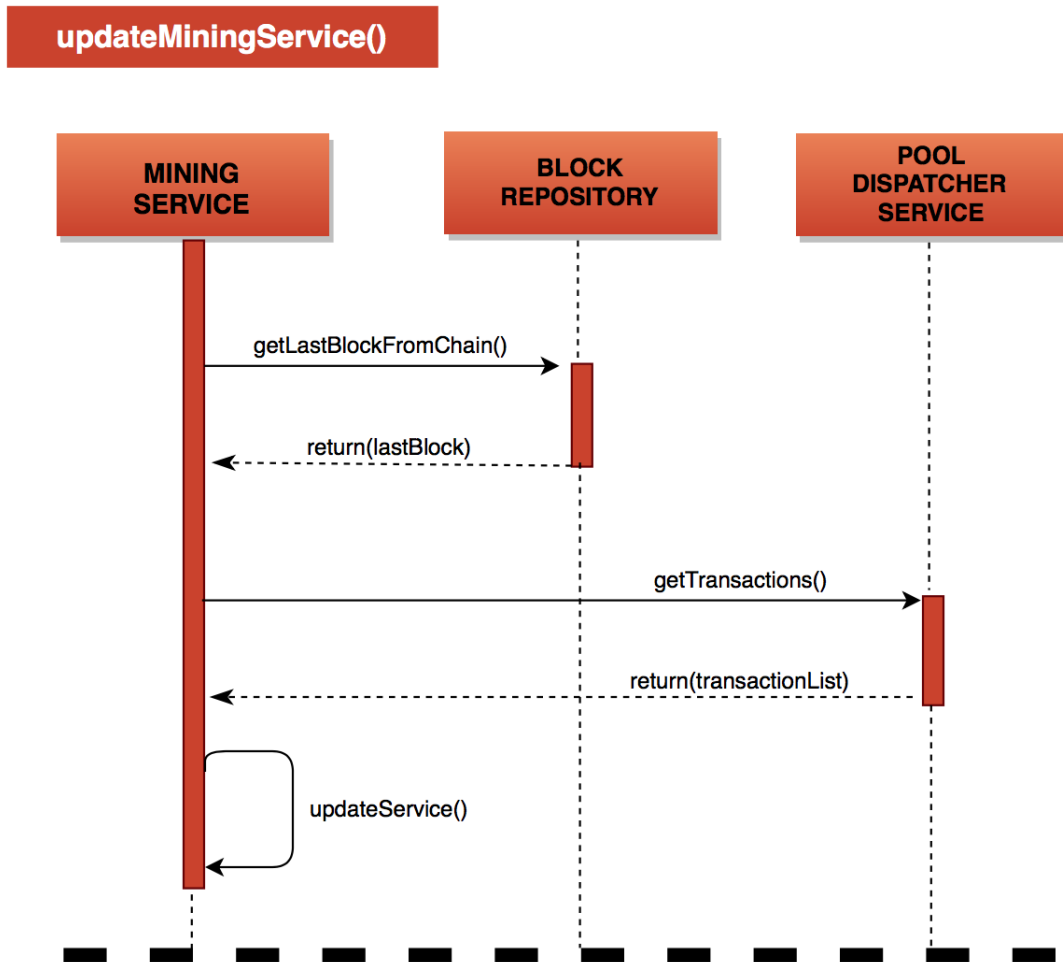 updateMiningService()
MINING
SERVICE
BLOCK
REPOSITORY
POOL
DISPATCHER
SERVICE
getLastBlockFromChain()
return(lastBlock)
getTransactions()
return(transactionList)
updateService()